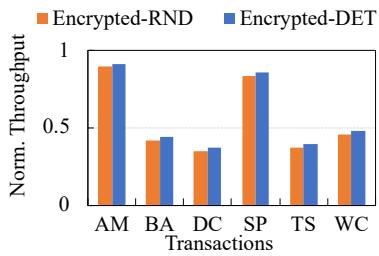 Encrypted-RND Encrypted-DET
Norm. Throughput
1
0.5
0
AM BA DC SP TS WC
Transactions